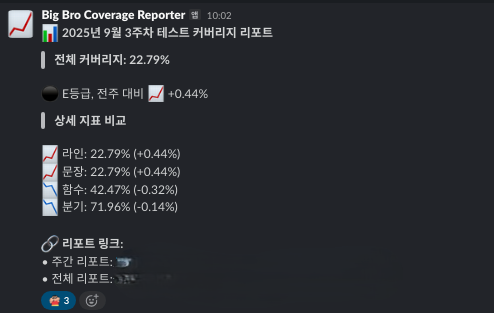 Big Bro Coverage Reporter 앱 10:02
2025년 9월 3주차 테스트 커버리지 리포트
전체 커버리지: 22.79%
E등급, 전주 대비 +0.44%
상세 지표 비교
라인: 22.79% (+0.44%)
문장: 22.79% (+0.44%)
함수: 42.47% (-0.32%)
분기: 71.96% (-0.14%)
리포트 링크:
• 주간 리포트:
• 전체 리포트:
3